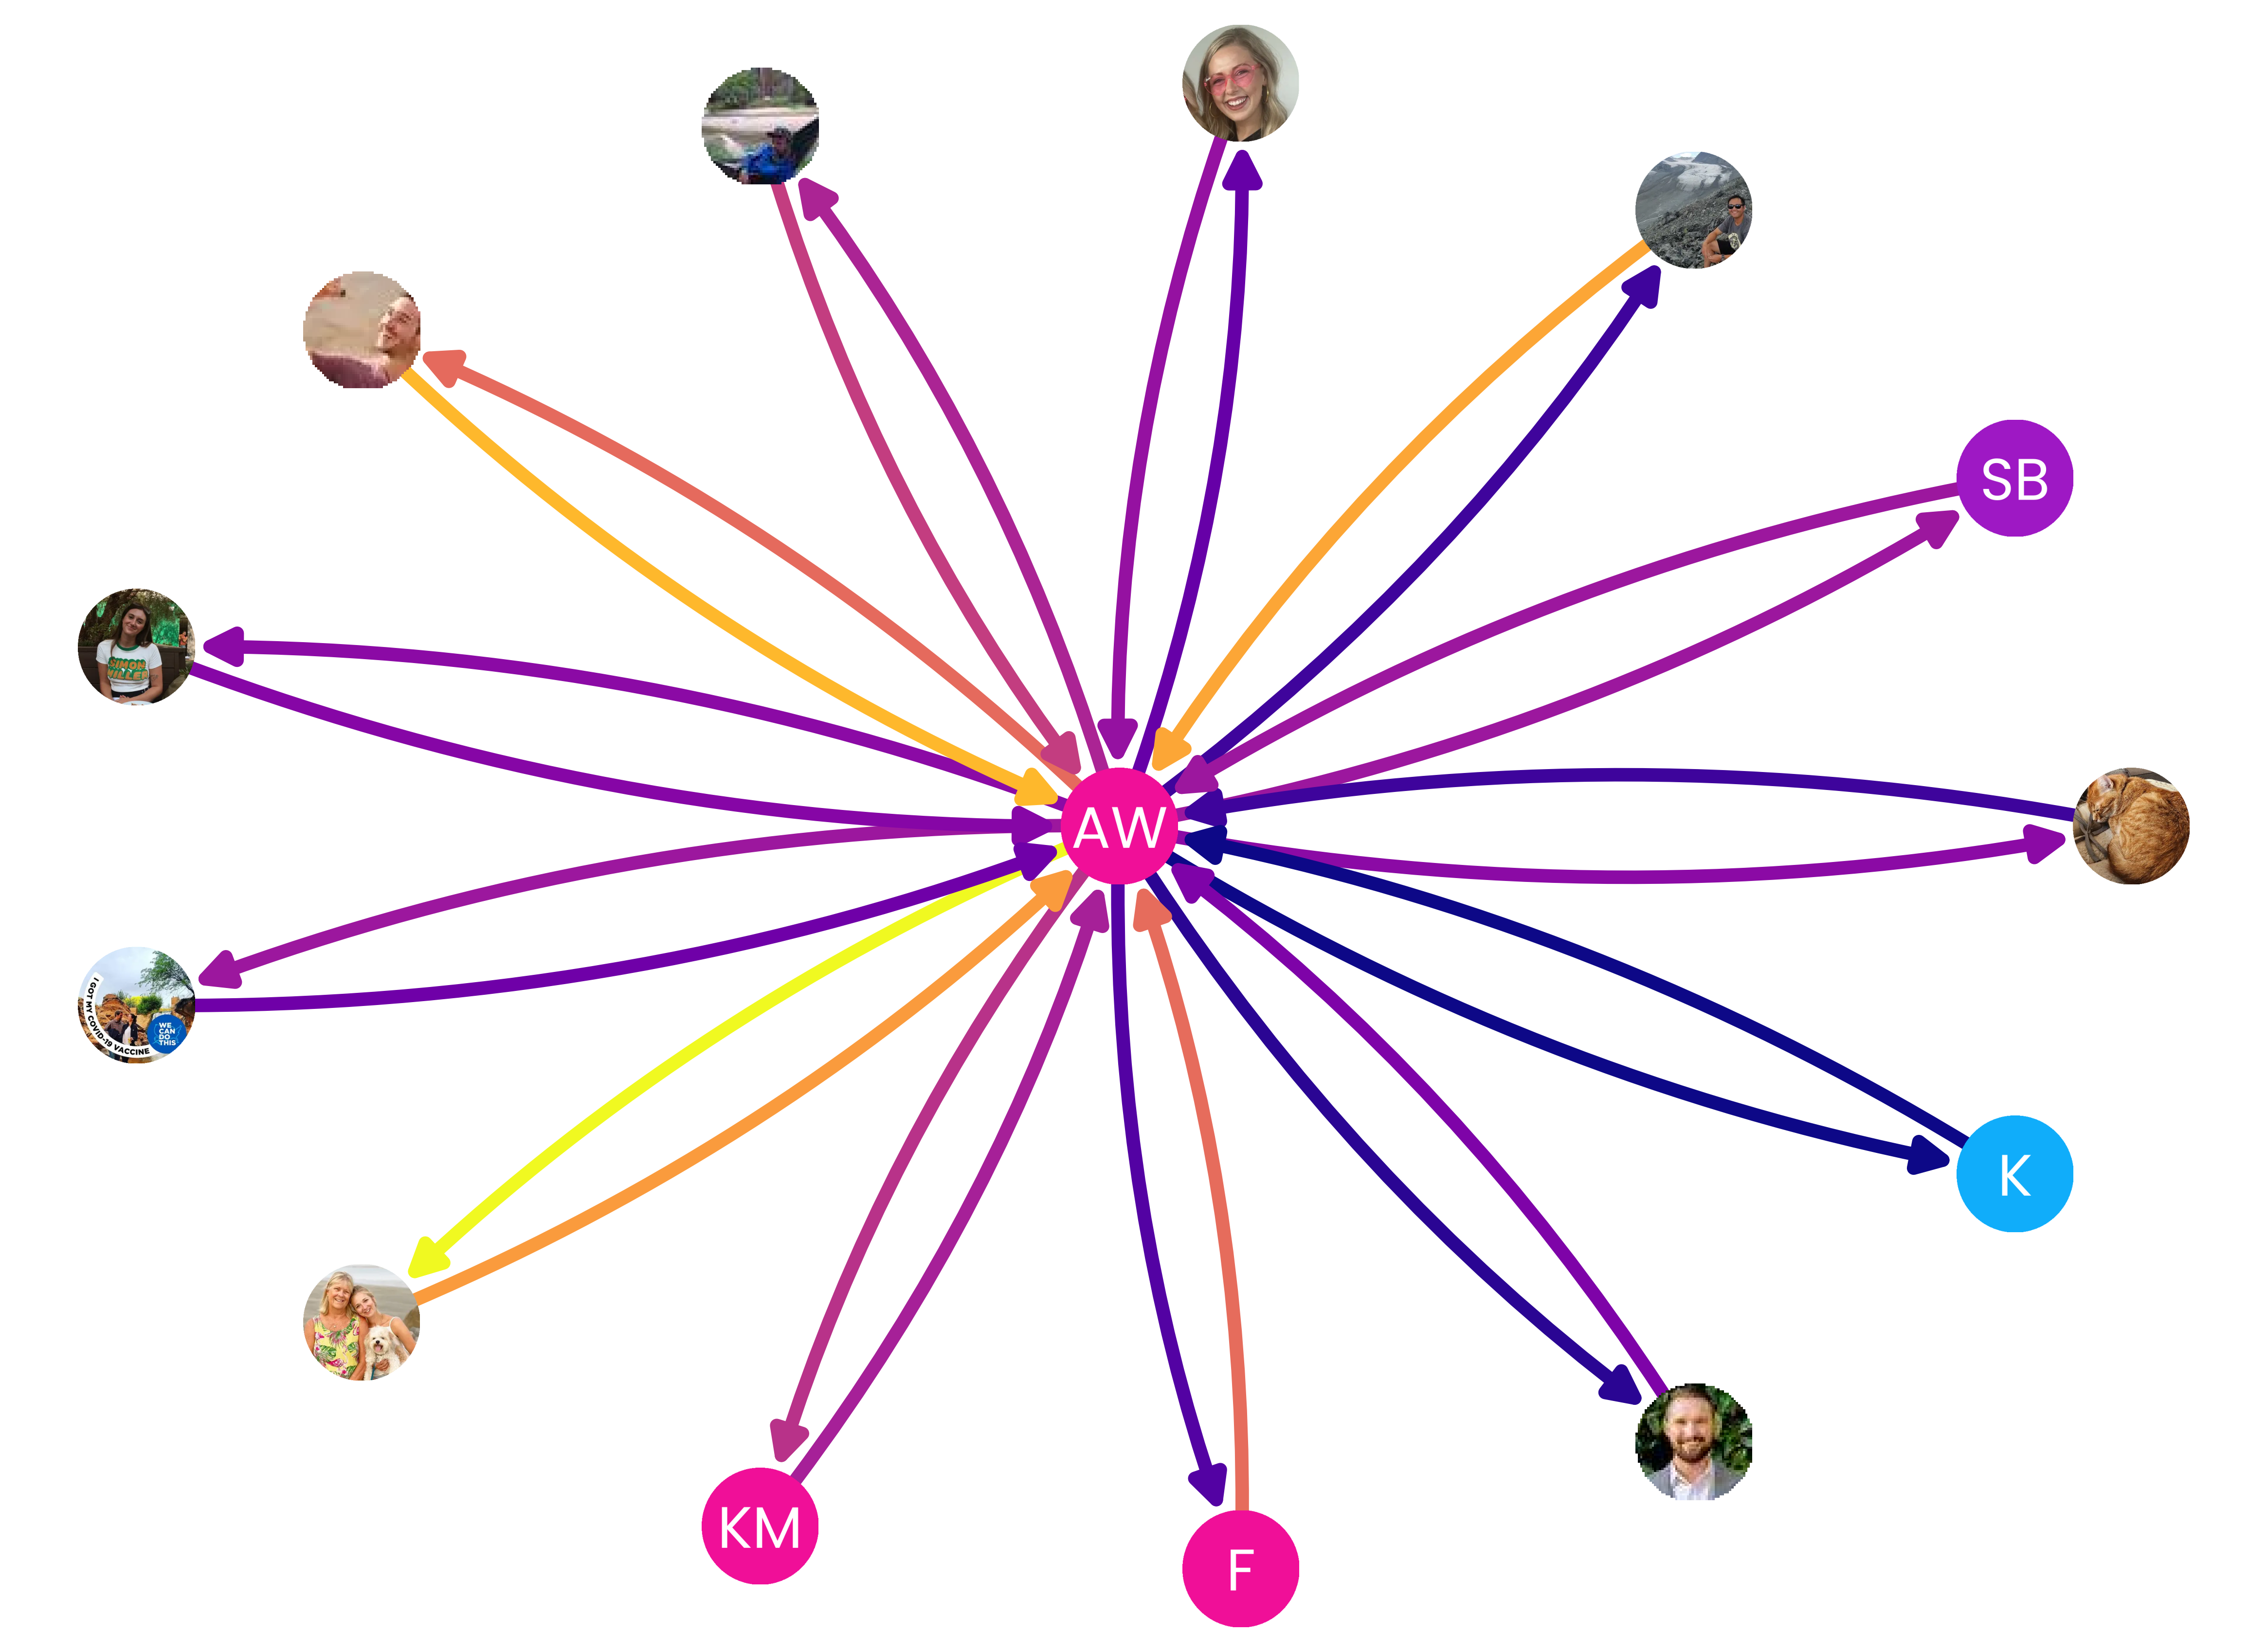 SB
SIMON
MILLER
AW
I GOT MY COVID-19 VACCINE
WE
CAN
DO
THIS
K
KM
F